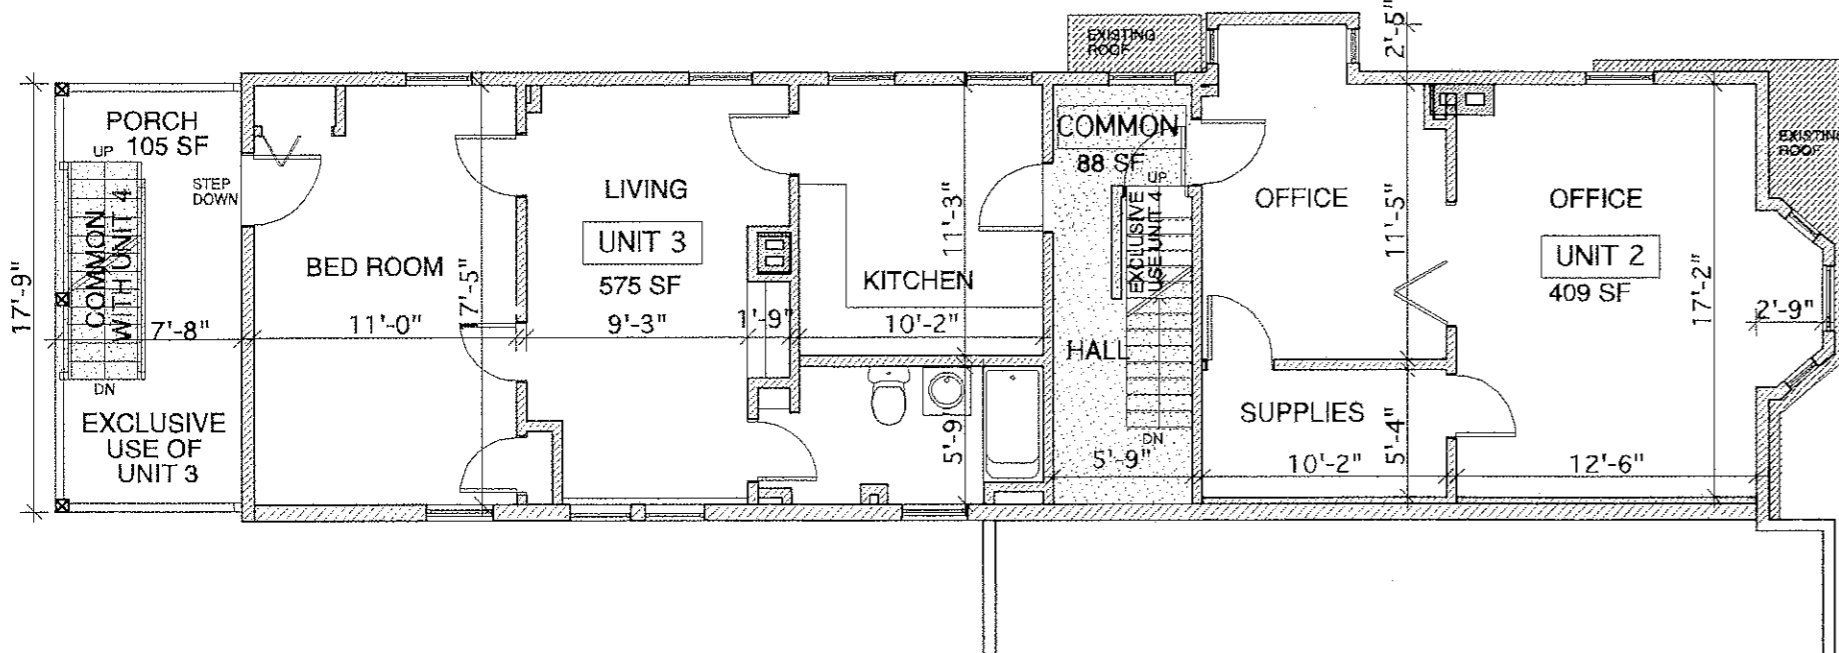 17'-9"
PORCH
105 SF
UP
COMMON
WITH UNIT 4
DN
7'-8"
STEP
DOWN
EXCLUSIVE
USE OF
UNIT 3
BED ROOM
11'-0"
17'-5"
LIVING
UNIT 3
575 SF
9'-3"
1'-9"
KITCHEN
11'-3"
10'-2"
5'-9"
EXISTING
ROOF
COMMON
88 SF
UP
EXCLUSIVE
USE UNIT 4
HALL
DN
5'-9"
2'-5"
OFFICE
11'-5"
SUPPLIES
10'-2"
5'-4"
OFFICE
UNIT 2
409 SF
17'-2"
12'-6"
2'-9"
EXISTING
ROOF